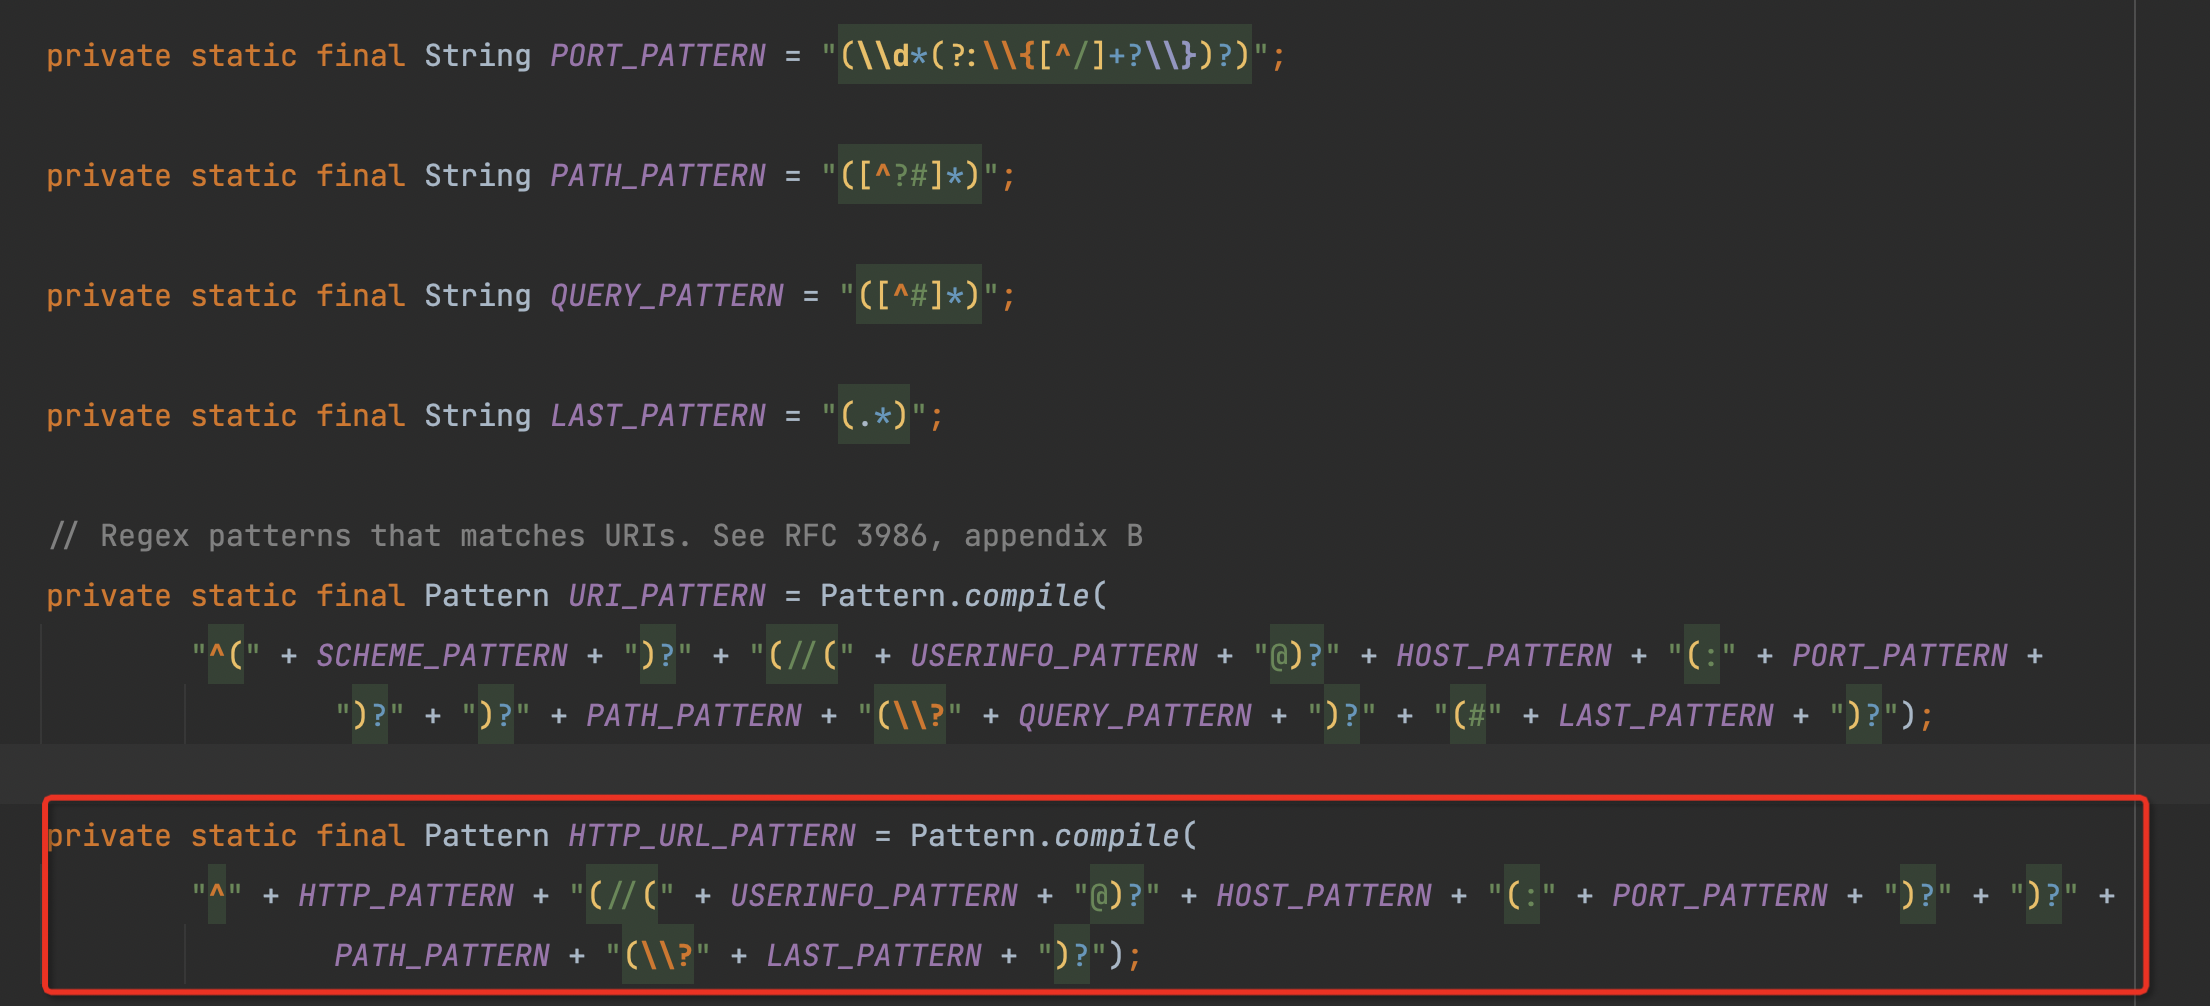 private static final String PORT_PATTERN = "(\\d*(?:\\{[^/]+?\\})?)";
private static final String PATH_PATTERN = "([^?#]*)";
private static final String QUERY_PATTERN = "([^#]*)";
private static final String LAST_PATTERN = "(.*)";
// Regex patterns that matches URIs. See RFC 3986, appendix B
private static final Pattern URI_PATTERN = Pattern.compile(
"^(" + SCHEME_PATTERN + ")?" + "(//(" + USERINFO_PATTERN + "@)?" + HOST_PATTERN + "(:" + PORT_PATTERN +
")?" + ")?" + PATH_PATTERN + "(\\?" + QUERY_PATTERN + ")?" + "(#" + LAST_PATTERN + ")?");
private static final Pattern HTTP_URL_PATTERN = Pattern.compile(
"^" + HTTP_PATTERN + "(//(" + USERINFO_PATTERN + "@)?" + HOST_PATTERN + "(:" + PORT_PATTERN + ")?" + ")?" +
PATH_PATTERN + "(\\?" + LAST_PATTERN + ")?");